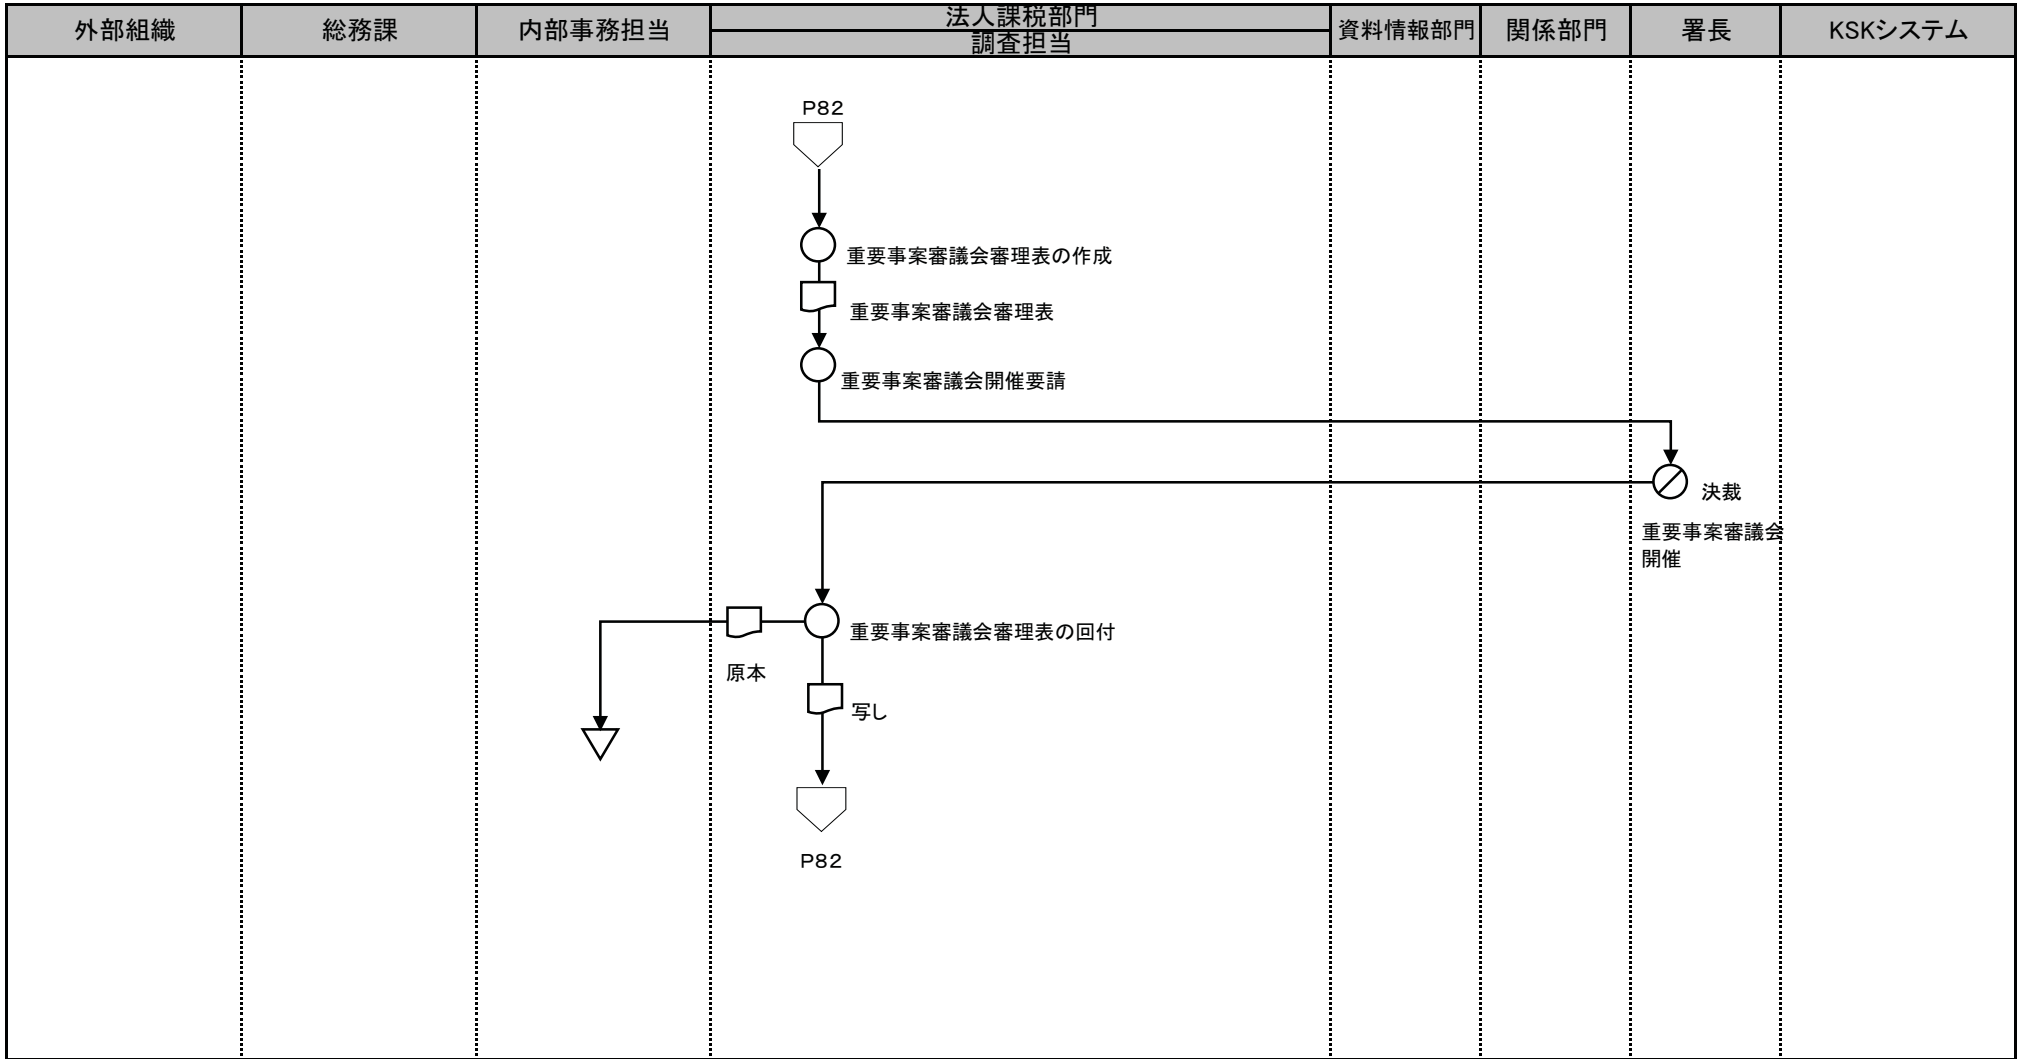 外部組織
総務課
内部事務担当
法人課税部門
調査担当
資料情報部門
関係部門
署長
KSKシステム
P82
重要事案審議会審理表の作成
重要事案審議会審理表
重要事案審議会開催要請
決裁
重要事案審議会
開催
重要事案審議会審理表の回付
原本
写し
P82